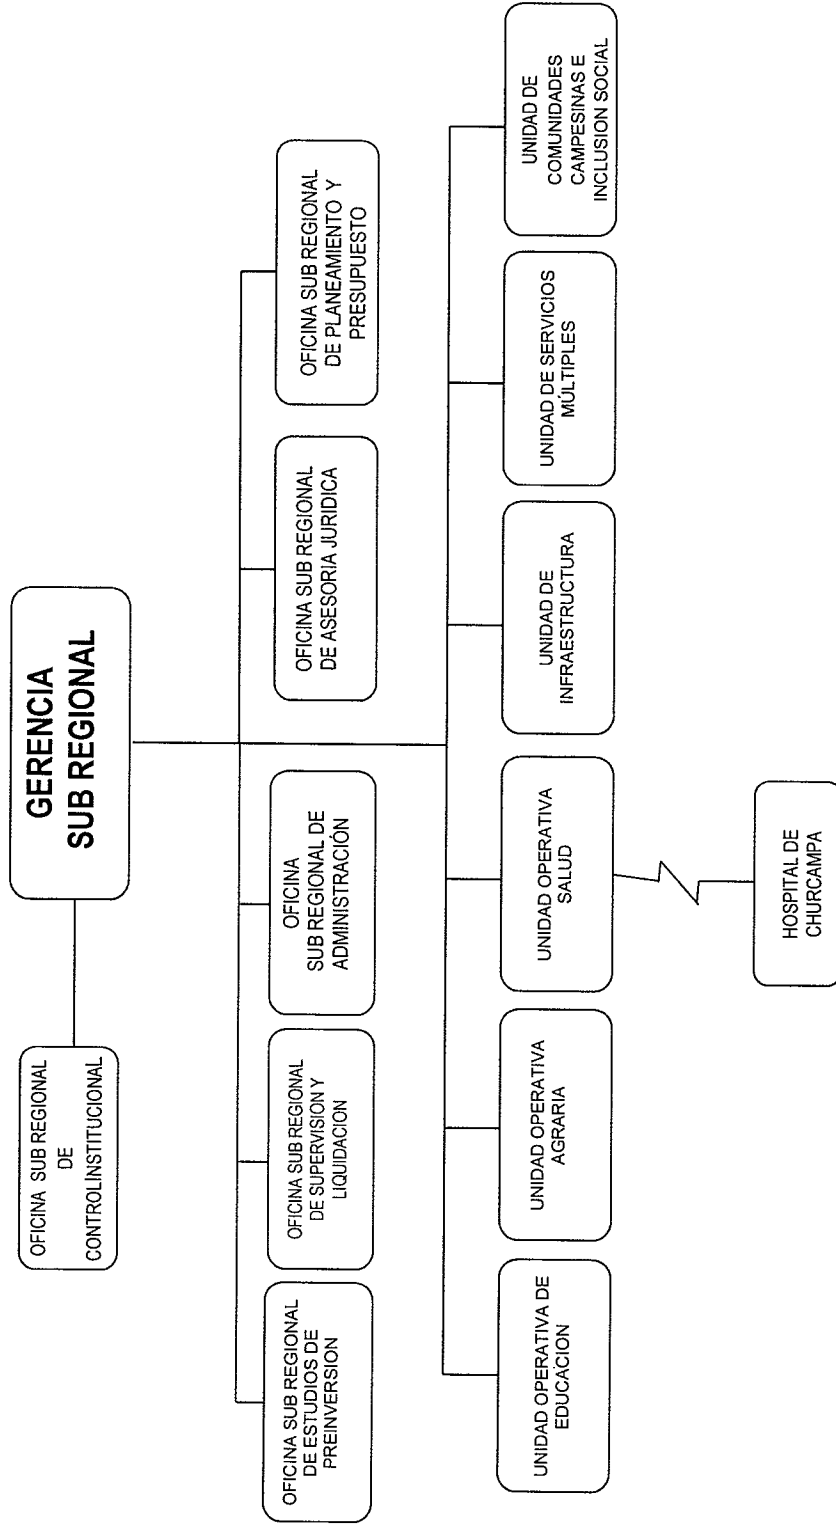 GERENCIA
SUB REGIONAL
OFICINA SUB REGIONAL
DE
CONTROLINSTITUCIONAL
OFICINA SUB REGIONAL
DE ESTUDIOS DE
PREINVERSION
OFICINA SUB REGIONAL
DE SUPERVISION Y
LIQUIDACION
OFICINA
SUB REGIONAL DE
ADMINISTRACIÓN
OFICINA SUB REGIONAL
DE ASESORIA JURIDICA
OFICINA SUB REGIONAL
DE PLANEAMIENTO Y
PRESUPUESTO
UNIDAD OPERATIVA DE
EDUCACION
UNIDAD OPERATIVA
AGRARIA
UNIDAD OPERATIVA
SALUD
UNIDAD DE
INFRAESTRUCTURA
UNIDAD DE SERVICIOS
MÚLTIPLES
UNIDAD DE
COMUNIDADES
CAMPESINAS E
INCLUSION SOCIAL
HOSPITAL DE
CHURCAMPA